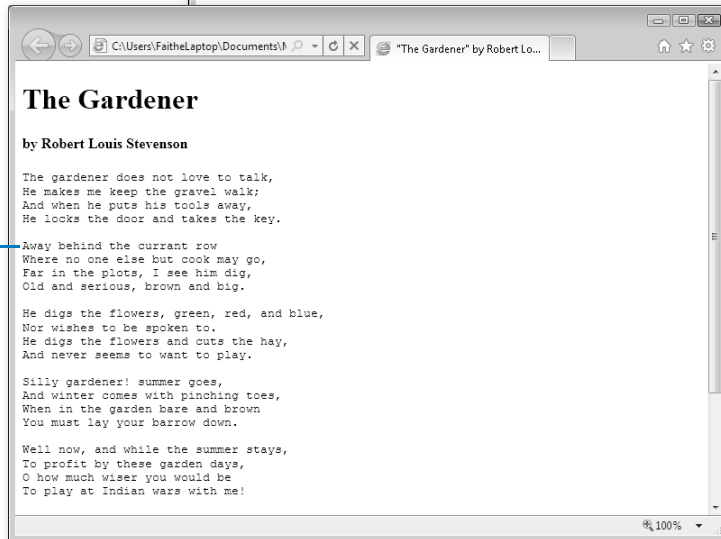 C:\Users\FaitheLaptop\Documents\
"The Gardener" by Robert Lo...
The Gardener
by Robert Louis Stevenson
The gardener does not love to talk,
He makes me keep the gravel walk;
And when he puts his tools away,
He locks the door and takes the key.
Away behind the currant row
Where no one else but cook may go,
Far in the plots, I see him dig,
Old and serious, brown and big.
He digs the flowers, green, red, and blue,
Nor wishes to be spoken to.
He digs the flowers and cuts the hay,
And never seems to want to play.
Silly gardener! summer goes,
And winter comes with pinching toes,
When in the garden bare and brown
You must lay your barrow down.
Well now, and while the summer stays,
To profit by these garden days,
O how much wiser you would be
To play at Indian wars with me!
100%